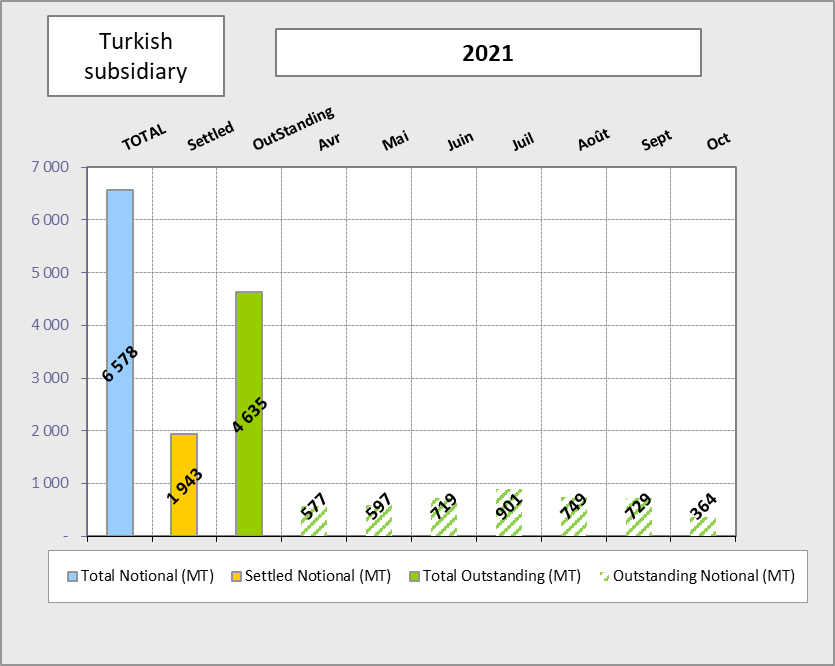 Turkish
subsidiary
2021
TOTAL Settled OutStanding Avr Mai Juin Juil Août Sept Oct
7 000
6 000
5 000
4 000
3 000
2 000
1 000
-
6 578 1 943 4 635 577 597 719 901 749 729 364
Total Notional (MT) Settled Notional (MT) Total Outstanding (MT) Outstanding Notional (MT)